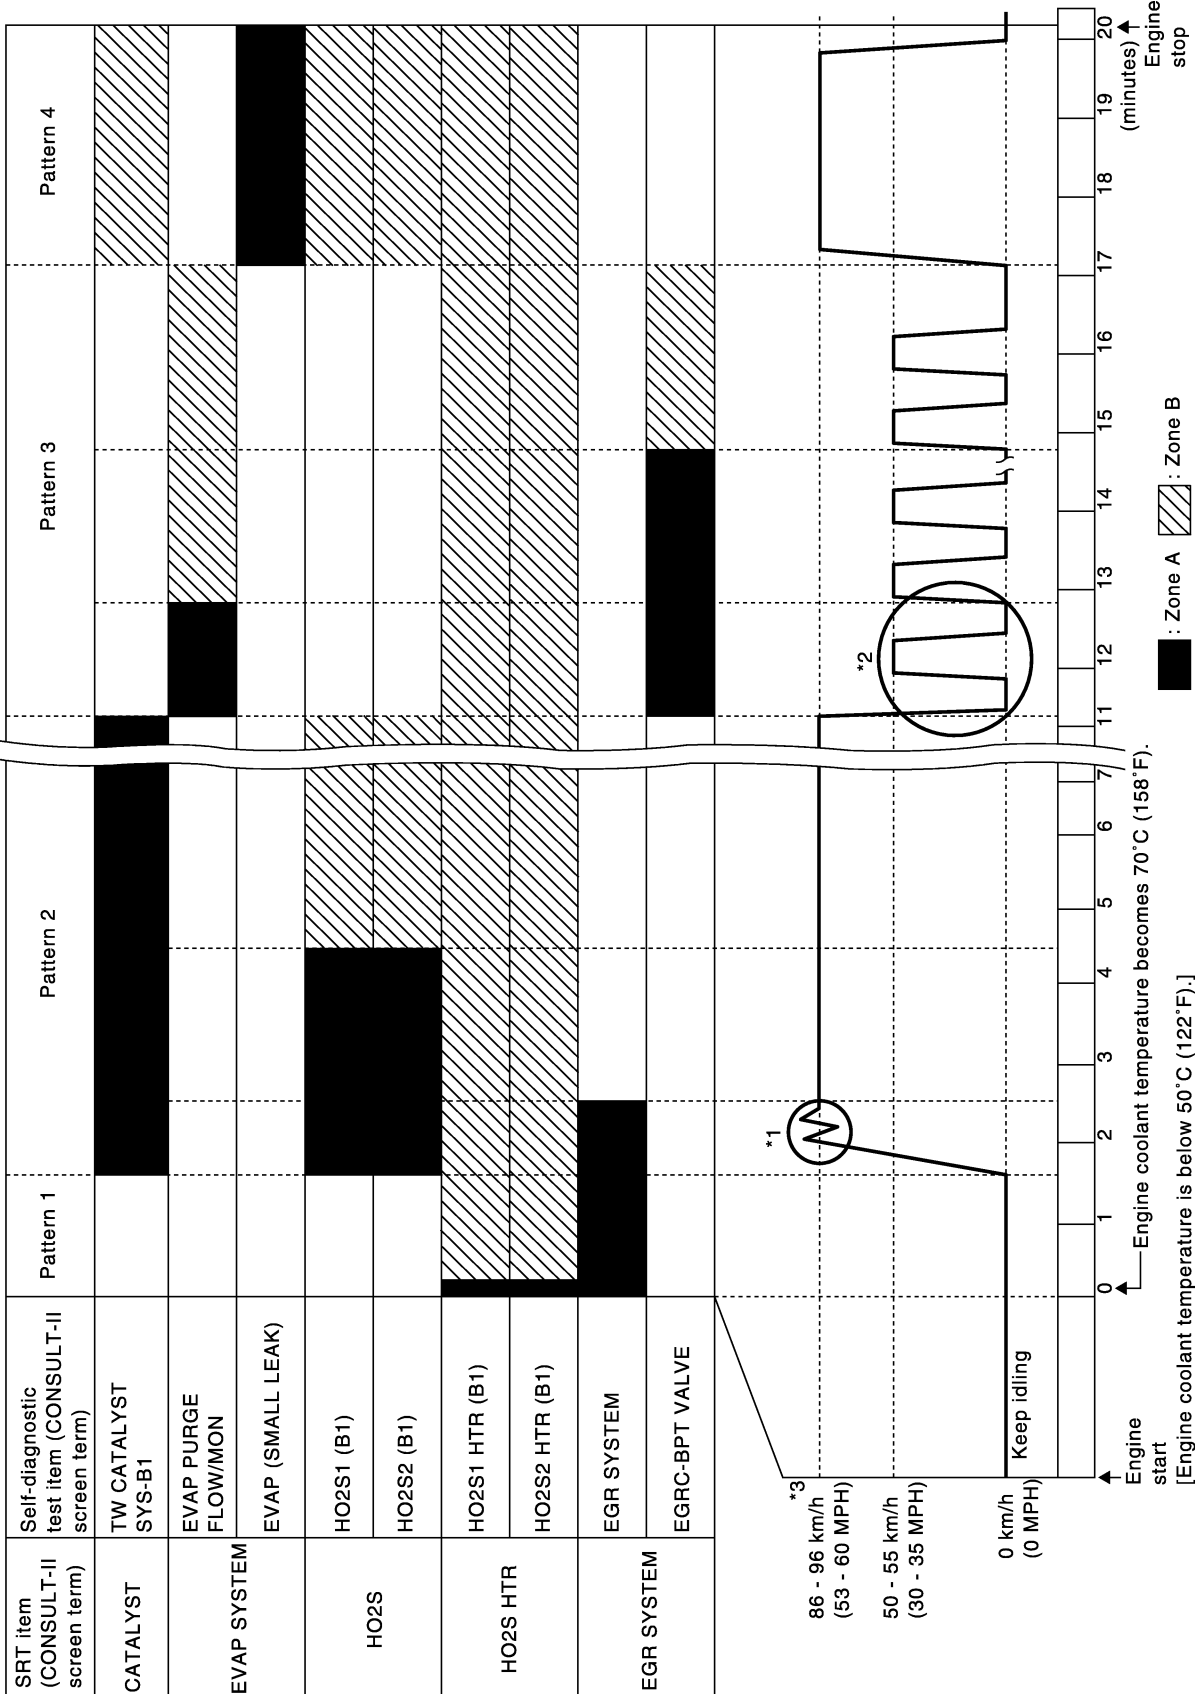 SRT item
(CONSULT-II
screen term)
Self-diagnostic
test item (CONSULT-II
screen term)
Pattern 1
Pattern 2
Pattern 3
Pattern 4
CATALYST
TW CATALYST
SYS-B1
EVAP SYSTEM
EVAP PURGE
FLOW/MON
EVAP (SMALL LEAK)
HO2S
HO2S1 (B1)
HO2S2 (B1)
HO2S HTR
HO2S1 HTR (B1)
HO2S2 HTR (B1)
EGR SYSTEM
EGR SYSTEM
EGRC-BPT VALVE
*3
86 - 96 km/h
(53 - 60 MPH)
50 - 55 km/h
(30 - 35 MPH)
0 km/h
(0 MPH)
*1
*2
Keep idling
0 1 2 3 4 5 6 7 11 12 13 14 15 16 17 18 19 20
(minutes)
Engine
start
Engine coolant temperature becomes 70°C (158°F).
Engine
stop
[Engine coolant temperature is below 50°C (122°F).]
: Zone A
: Zone B